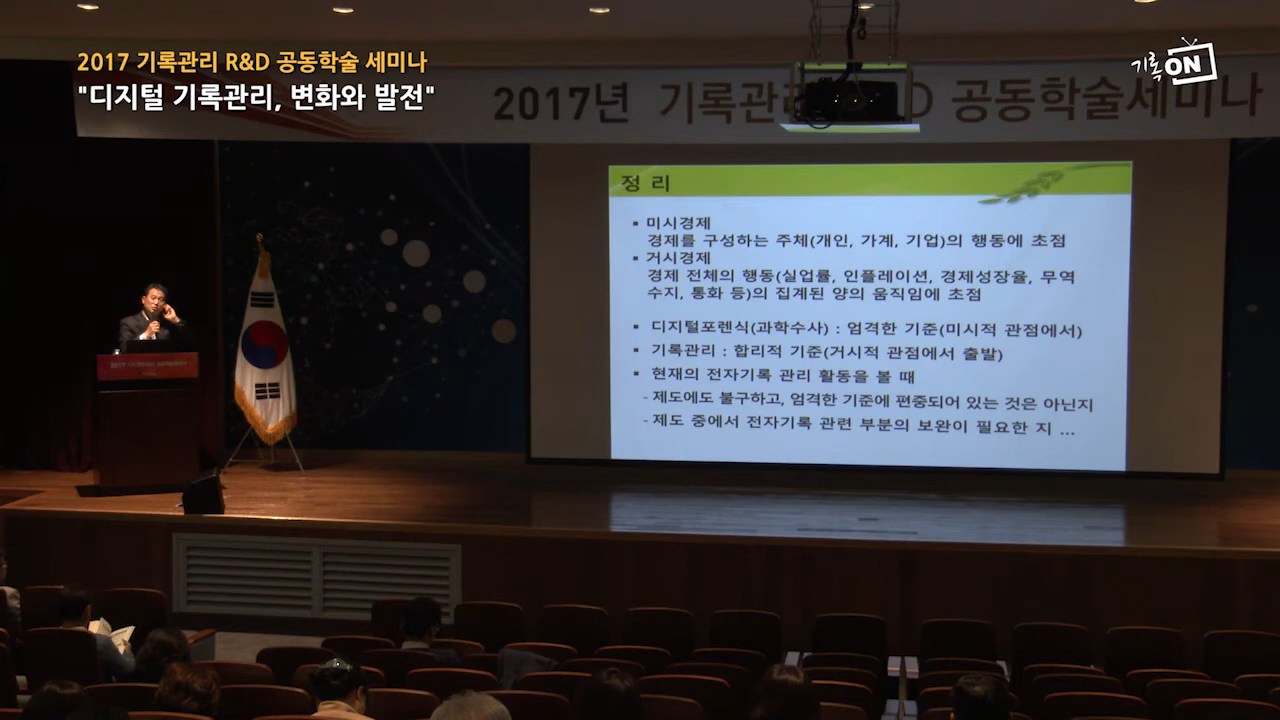 2017 기록관리 R&D 공동학술 세미나
"디지털 기록관리, 변화와 발전"
기록ON
2017년 기록관리 D 공동학술세미나
정 리
▪ 미시경제
경제를 구성하는 주체(개인, 가계, 기업)의 행동에 초점
▪ 거시경제
경제 전체의 행동(실업률, 인플레이션, 경제성장율, 무역
수지, 통화 등)의 집계된 양의 움직임에 초점
▪ 디지털포렌식(과학수사) : 엄격한 기준(미시적 관점에서)
▪ 기록관리 : 합리적 기준(거시적 관점에서 출발)
▪ 현재의 전자기록 관리 활동을 볼 때
- 제도에도 불구하고, 엄격한 기준에 편중되어 있는 것은 아닌지
- 제도 중에서 전자기록 관련 부분의 보완이 필요한 지 ...
2017